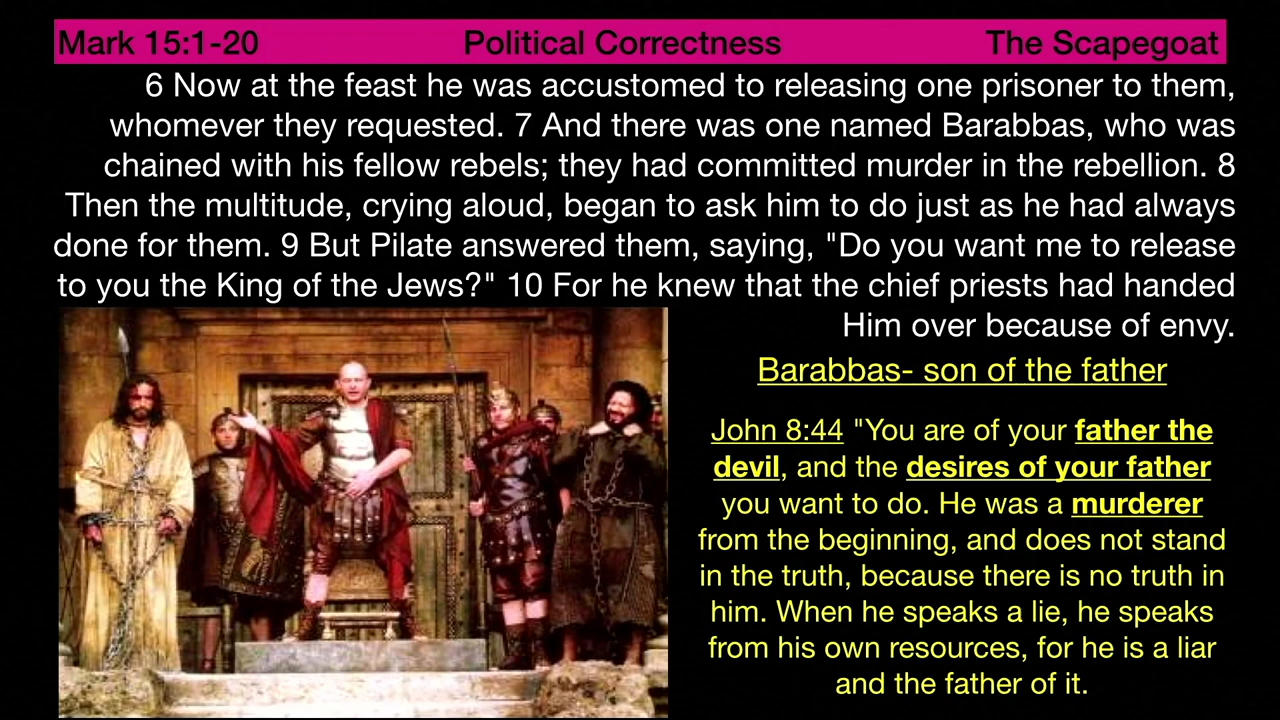 Mark 15:1-20 Political Correctness The Scapegoat
6 Now at the feast he was accustomed to releasing one prisoner to them,
whomever they requested. 7 And there was one named Barabbas, who was
chained with his fellow rebels; they had committed murder in the rebellion. 8
Then the multitude, crying aloud, began to ask him to do just as he had always
done for them. 9 But Pilate answered them, saying, "Do you want me to release
to you the King of the Jews?" 10 For he knew that the chief priests had handed
Him over because of envy.
Barabbas- son of the father
John 8:44 "You are of your father the
devil, and the desires of your father
you want to do. He was a murderer
from the beginning, and does not stand
in the truth, because there is no truth in
him. When he speaks a lie, he speaks
from his own resources, for he is a liar
and the father of it.